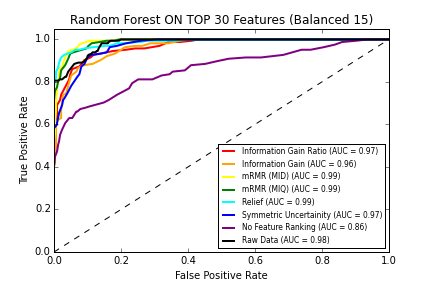 Random Forest ON TOP 30 Features (Balanced 15)
1.0
0.8
0.6
0.4
0.2
0.0
True Positive Rate
Information Gain Ratio (AUC = 0.97)
Information Gain (AUC = 0.96)
mRMR (MID) (AUC = 0.99)
mRMR (MIQ) (AUC = 0.99)
Relief (AUC = 0.99)
Symmetric Uncertainity (AUC = 0.97)
No Feature Ranking (AUC = 0.86)
Raw Data (AUC = 0.98)
0.0 0.2 0.4 0.6 0.8 1.0
False Positive Rate